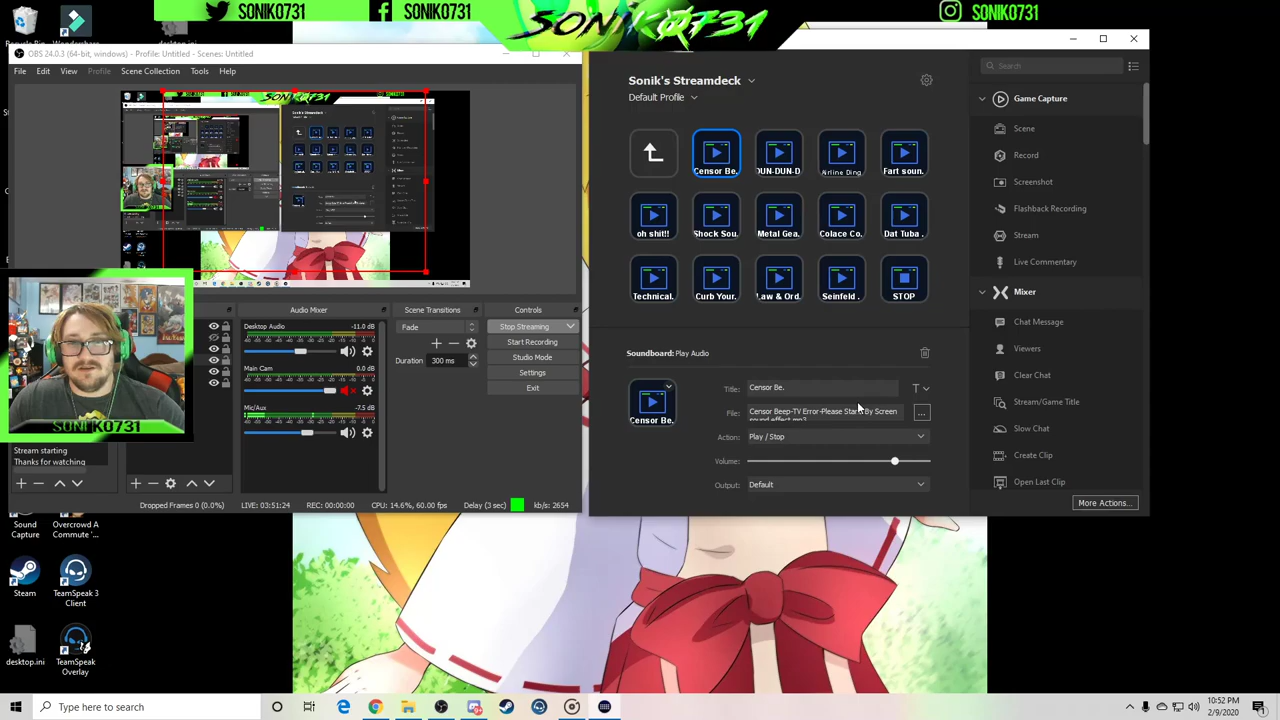 SONIK0731
SONIK0731
SONIK0731
SONIK0731
Recycle Bin
Wondershare
desktop.ini
OBS 24.0.3 (64-bit, windows) - Profile: Untitled - Scenes: Untitled
File Edit View Profile Scene Collection Tools Help
Audio Mixer
Scene Transitions
Controls
Desktop Audio -11.0 dB
Main Cam 0.0 dB
Mic/Aux -7.5 dB
Fade
Duration 300 ms
Stop Streaming
Start Recording
Studio Mode
Settings
Exit
SONIK0731
Stream starting
Thanks for watching
Dropped Frames 0 (0.0%) LIVE: 03:51:24 REC: 00:00:00 CPU: 14.6%, 60.00 fps Delay (3 sec) kb/s: 2654
Sonik's Streamdeck
Profile
Censor Be.
DUN-DUN-D
Airline Ding
Fart soun.
Oh shit!!!
Shock Sou.
Metal Gea.
Colace Co.
Dat Tuba .
Technical.
Curb Your.
Law & Ord.
Seinfeld .
STOP
Soundboard: Play Audio
Censor Be.
Title: Censor Be.
File: Censor Beep-TV Error-Please Stand By Screen
sound effect.mp3
...
Action: Play / Stop
Volume:
Output: Default
Search
Game Capture
Scene
Record
Screenshot
Flashback Recording
Stream
Live Commentary
Mixer
Chat Message
Viewers
Clear Chat
Stream/Game Title
Slow Chat
Create Clip
Open Last Clip
More Actions...
Sound
Capture
Overcrowd A
Commute '...
Steam
TeamSpeak 3
Client
desktop.ini
TeamSpeak
Overlay
Type here to search
10:52 PM
2/9/2020